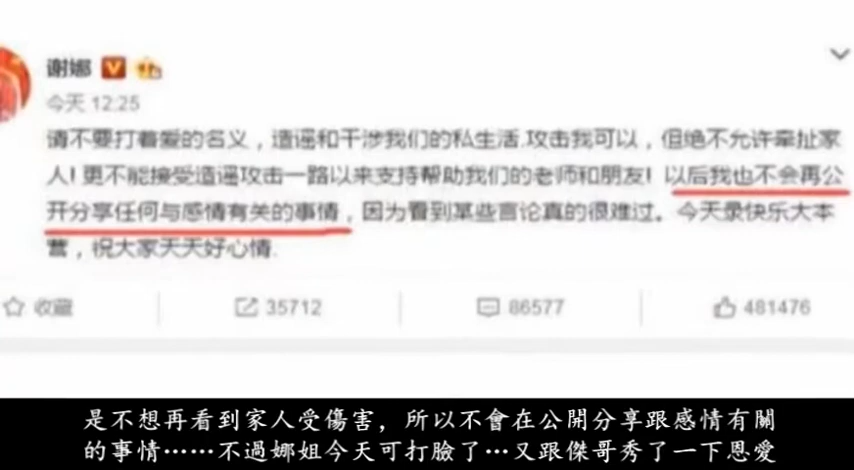 谢娜
今天 12:25
请不要打着爱的名义，造谣和干涉我们的私生活.攻击我可以，但绝不允许牵扯家
人！更不能接受造谣攻击一路以来支持帮助我们的老师和朋友！以后我也不会再公
开分享任何与感情有关的事情，因为看到某些言论真的很难过。今天录快乐大本
营，祝大家天天好心情.
收藏 35712 86577 481476
是不想再看到家人受傷害，所以不會在公開分享跟感情有關
的事情⋯⋯不過娜姐今天可打臉了⋯又跟傑哥秀了一下恩愛